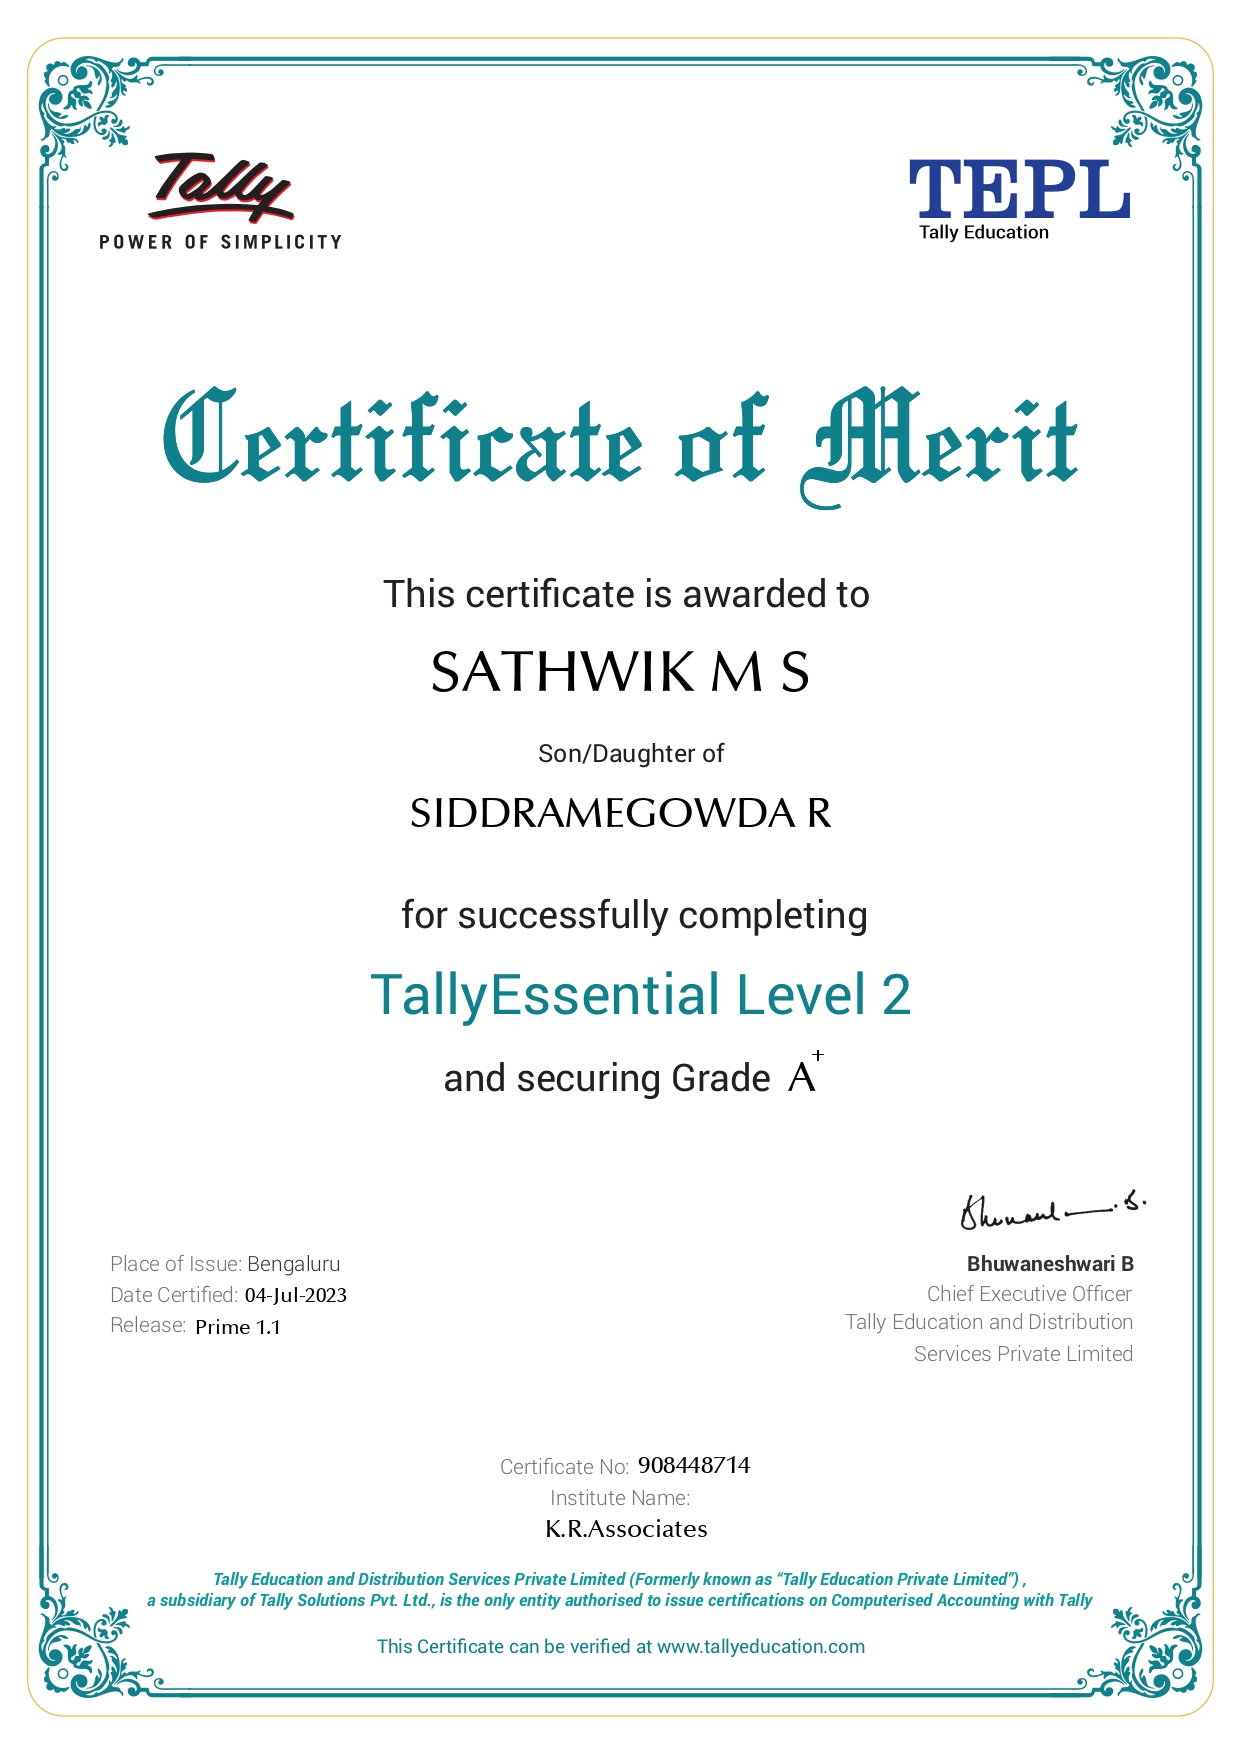 Tally
POWER OF SIMPLICITY
TEPL
Tally Education
Certificate of Merit
This certificate is awarded to
SATHWIK M S
Son/Daughter of
SIDDRAMEGOWDA R
for successfully completing
TallyEssential Level 2
and securing Grade A+
Place of Issue: Bengaluru
Date Certified: 04-Jul-2023
Release: Prime 1.1
Bhuwaneshwari B
Chief Executive Officer
Tally Education and Distribution
Services Private Limited
Certificate No: 908448714
Institute Name:
K.R.Associates
Tally Education and Distribution Services Private Limited (Formerly known as “Tally Education Private Limited”) ,
a subsidiary of Tally Solutions Pvt. Ltd., is the only entity authorised to issue certifications on Computerised Accounting with Tally
This Certificate can be verified at www.tallyeducation.com